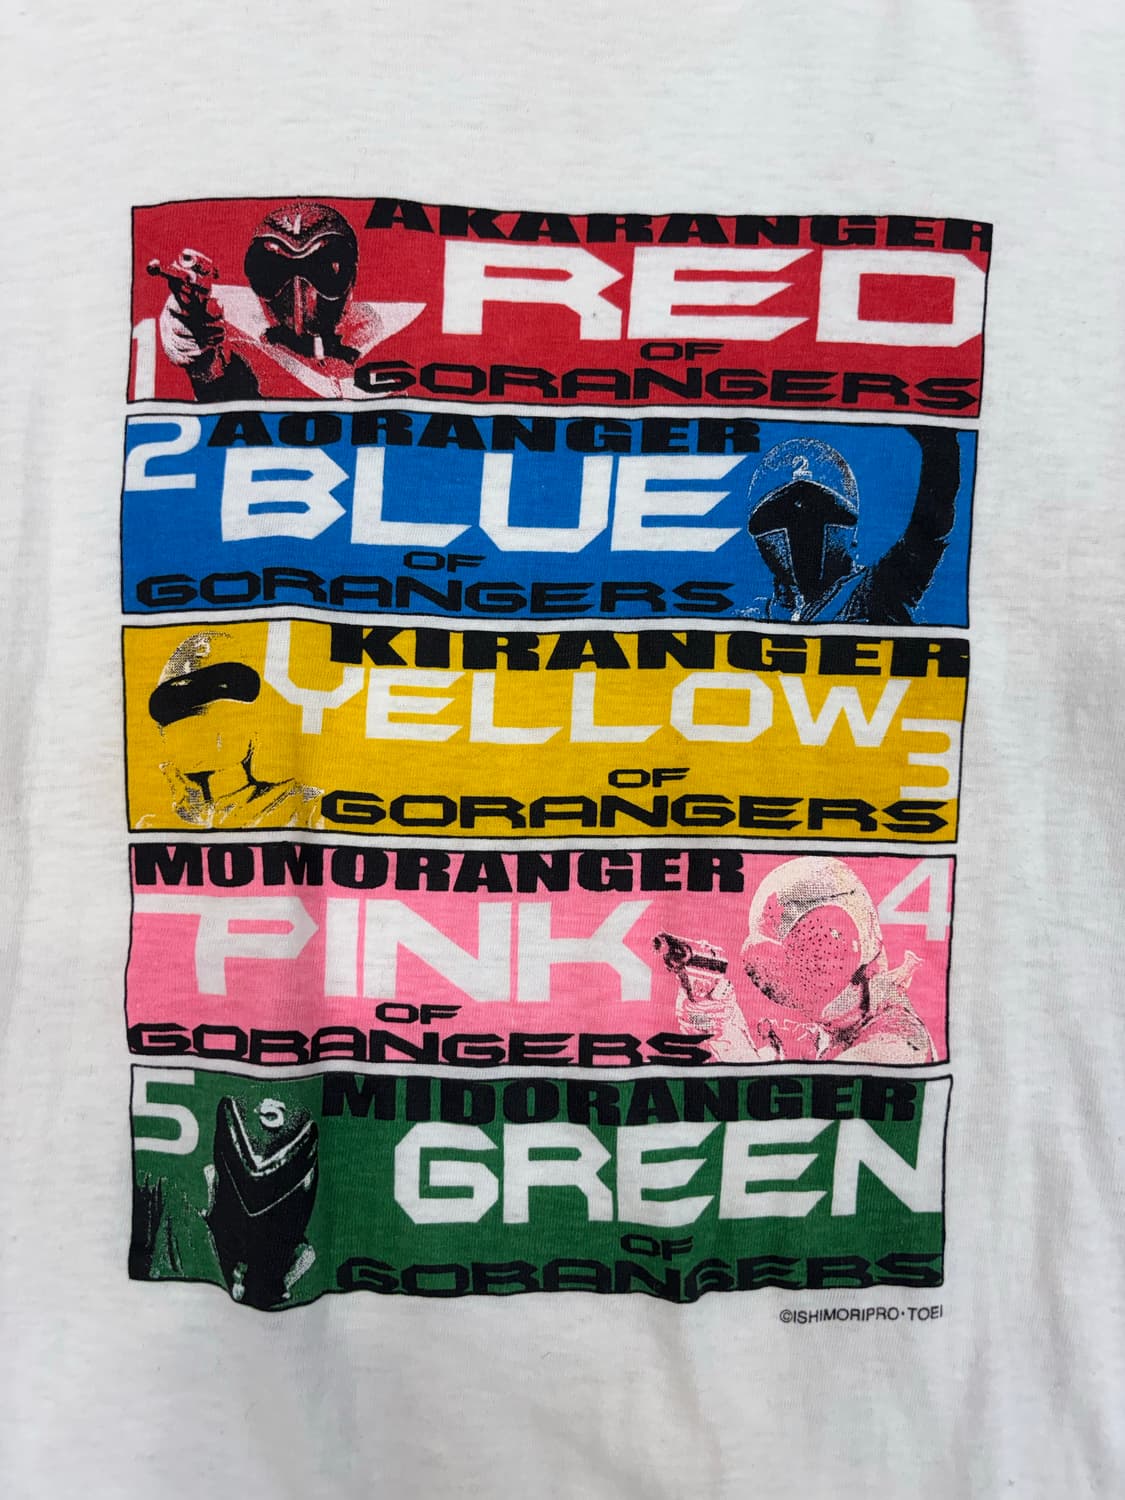 AKARANGER
1
RED
OF
GORANGERS
2
AORANGER
BLUE
OF
GORANGERS
KIRANGER
YELLOW
3
OF
GORANGERS
MOMORANGER
4
PINK
OF
GORANGERS
5
5
MIDORANGER
GREEN
OF
GORANGERS
©ISHIMORIPRO・TOEI